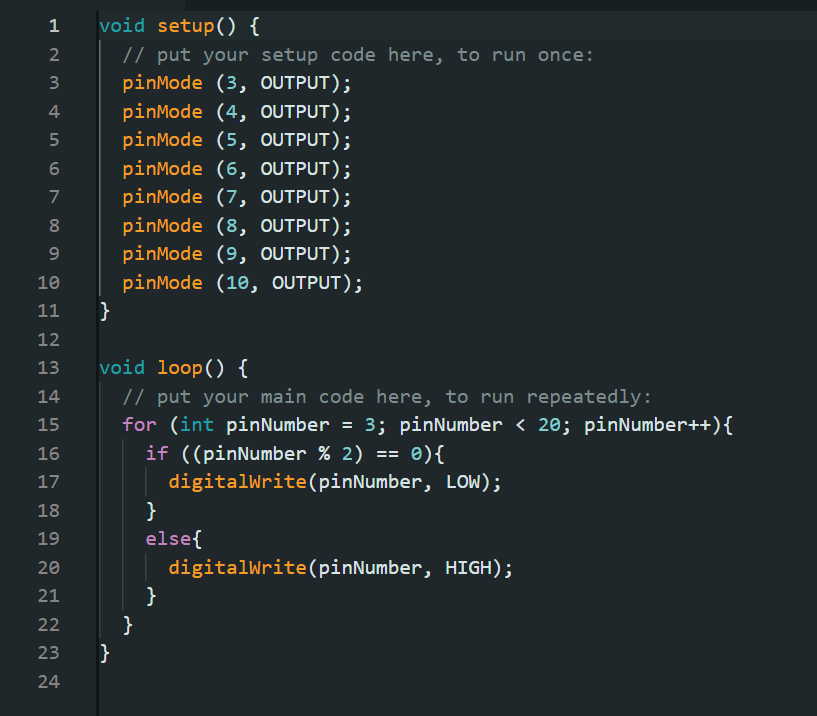 1 void setup() {
2 // put your setup code here, to run once:
3 pinMode (3, OUTPUT);
4 pinMode (4, OUTPUT);
5 pinMode (5, OUTPUT);
6 pinMode (6, OUTPUT);
7 pinMode (7, OUTPUT);
8 pinMode (8, OUTPUT);
9 pinMode (9, OUTPUT);
10 pinMode (10, OUTPUT);
11 }
12
13 void loop() {
14 // put your main code here, to run repeatedly:
15 for (int pinNumber = 3; pinNumber < 20; pinNumber++){
16 if ((pinNumber % 2) == 0){
17 digitalWrite(pinNumber, LOW);
18 }
19 else{
20 digitalWrite(pinNumber, HIGH);
21 }
22 }
23 }
24